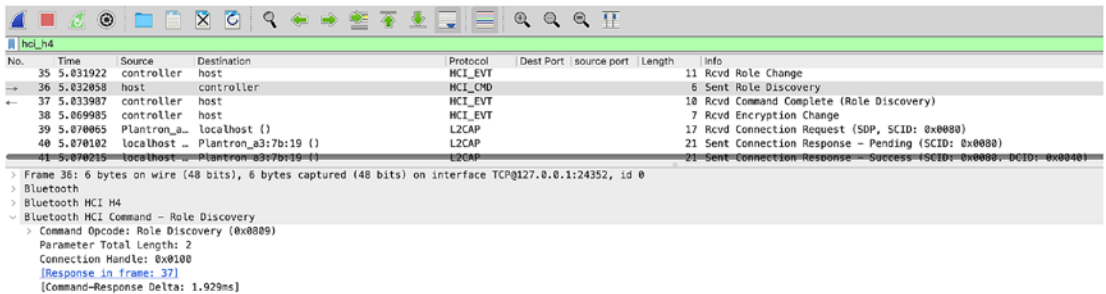 hci_h4
No. Time Source Destination Protocol Dest Port source port Length Info
35 5.031922 controller host HCI_EVT 11 Rcvd Role Change
36 5.032058 host controller HCI_CMD 6 Sent Role Discovery
37 5.033987 controller host HCI_EVT 10 Rcvd Command Complete (Role Discovery)
38 5.069985 controller host HCI_EVT 7 Rcvd Encryption Change
39 5.070065 Plantron_a… localhost () L2CAP 17 Rcvd Connection Request (SDP, SCID: 0x0080)
40 5.070102 localhost … Plantron_a3:7b:19 () L2CAP 21 Sent Connection Response – Pending (SCID: 0x0080)
41 5.070215 localhost … Plantron_a3:7b:19 () L2CAP 21 Sent Connection Response – Success (SCID: 0x0080, DCID: 0x0040)
Frame 36: 6 bytes on wire (48 bits), 6 bytes captured (48 bits) on interface TCP@127.0.0.1:24352, id 0
Bluetooth
Bluetooth HCI H4
Bluetooth HCI Command – Role Discovery
Command Opcode: Role Discovery (0x0809)
Parameter Total Length: 2
Connection Handle: 0x0100
[Response in frame: 37]
[Command-Response Delta: 1.929ms]